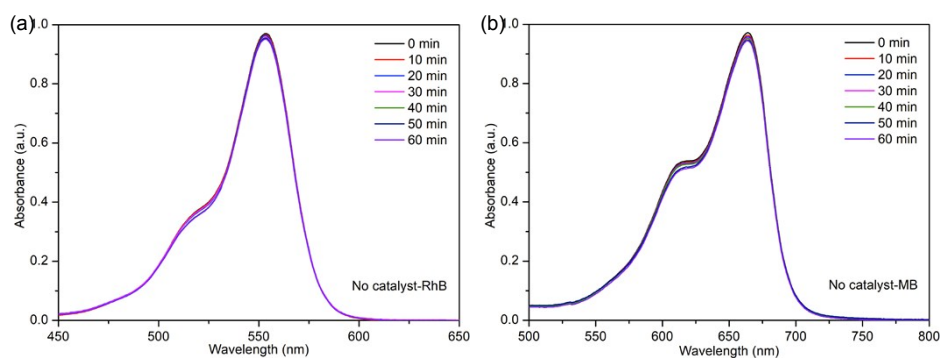 (a)
1.0
0.8
0.6
0.4
0.2
0.0
Absorbance (a.u.)
450
500
550
600
650
Wavelength (nm)
0 min
10 min
20 min
30 min
40 min
50 min
60 min
No catalyst-RhB
(b)
1.0
0.8
0.6
0.4
0.2
0.0
Absorbance (a.u.)
500
550
600
650
700
750
800
Wavelength (nm)
0 min
10 min
20 min
30 min
40 min
50 min
60 min
No catalyst-MB